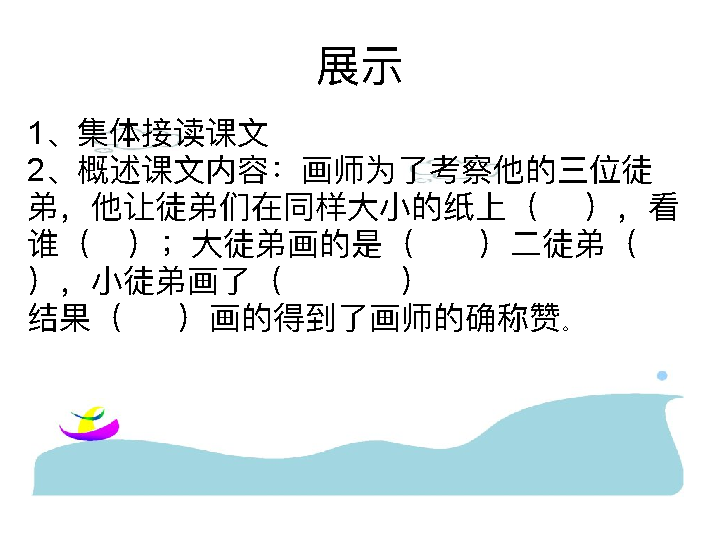 展示
1、集体接读课文
2、概述课文内容：画师为了考察他的三位徒
弟，他让徒弟们在同样大小的纸上（    ），看
谁（   ）；大徒弟画的是（     ）二徒弟（
），小徒弟画了（          ）
结果（    ）画的得到了画师的确称赞。